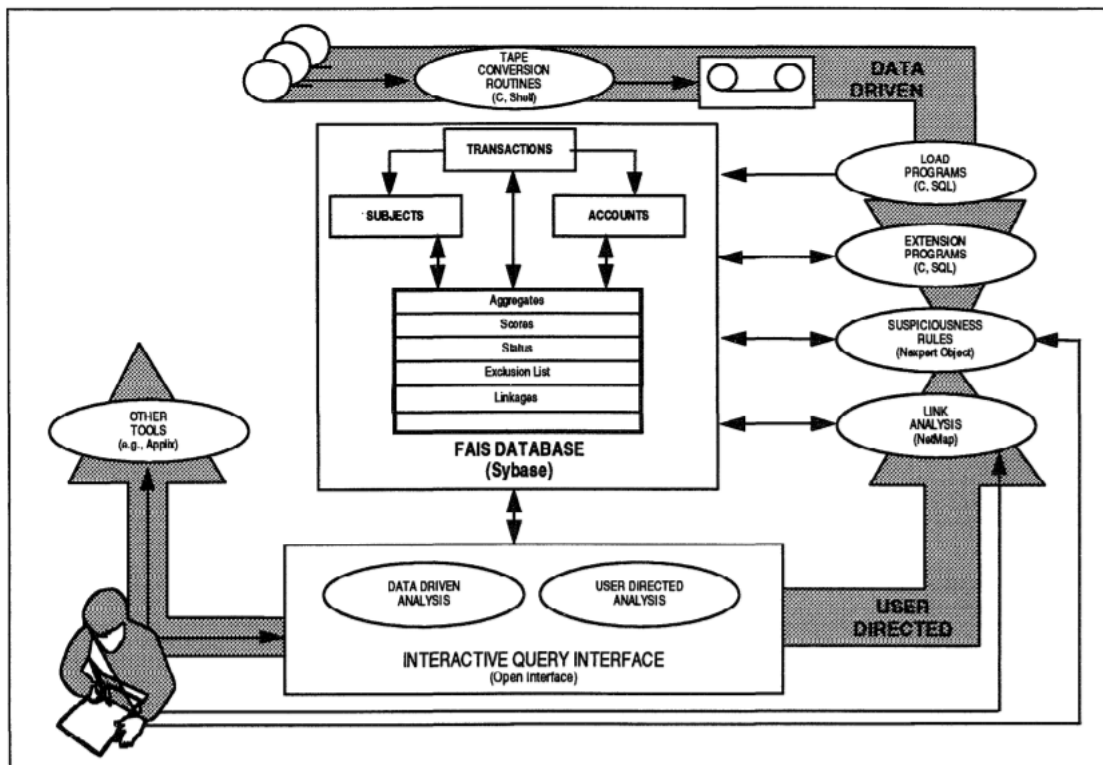 TAPE
CONVERSION
ROUTINES
(C, Shell)
DATA
DRIVEN
TRANSACTIONS
SUBJECTS
ACCOUNTS
LOAD
PROGRAMS
(C, SQL)
EXTENSION
PROGRAMS
(C, SQL)
Aggregates
Scores
Status
Exclusion List
Linkages
SUSPICIOUSNESS
RULES
(Nexpert Object)
LINK
ANALYSIS
(NetMap)
FAIS DATABASE
(Sybase)
OTHER
TOOLS
(e.g., Applix)
DATA DRIVEN
ANALYSIS
USER DIRECTED
ANALYSIS
USER
DIRECTED
INTERACTIVE QUERY INTERFACE
(Open Interface)